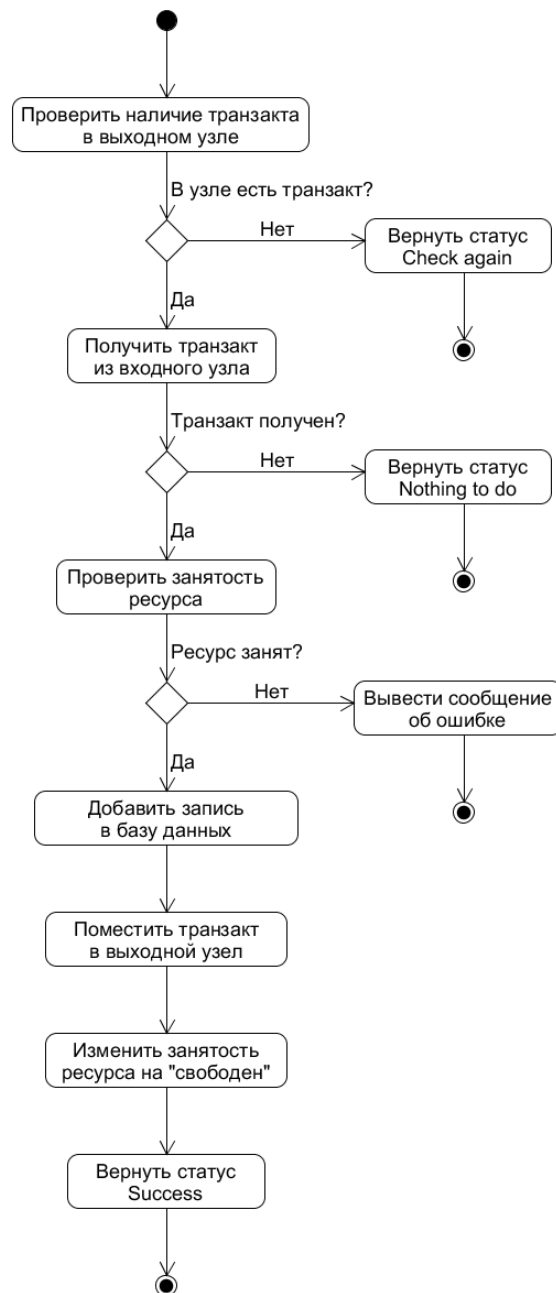 Проверить наличие транзакта
в выходном узле
В узле есть транзакт?
Нет
Вернуть статус
Check again
Да
Получить транзакт
из входного узла
Транзакт получен?
Нет
Вернуть статус
Nothing to do
Да
Проверить занятость
ресурса
Ресурс занят?
Нет
Вывести сообщение
об ошибке
Да
Добавить запись
в базу данных
Поместить транзакт
в выходной узел
Изменить занятость
ресурса на "свободен"
Вернуть статус
Success